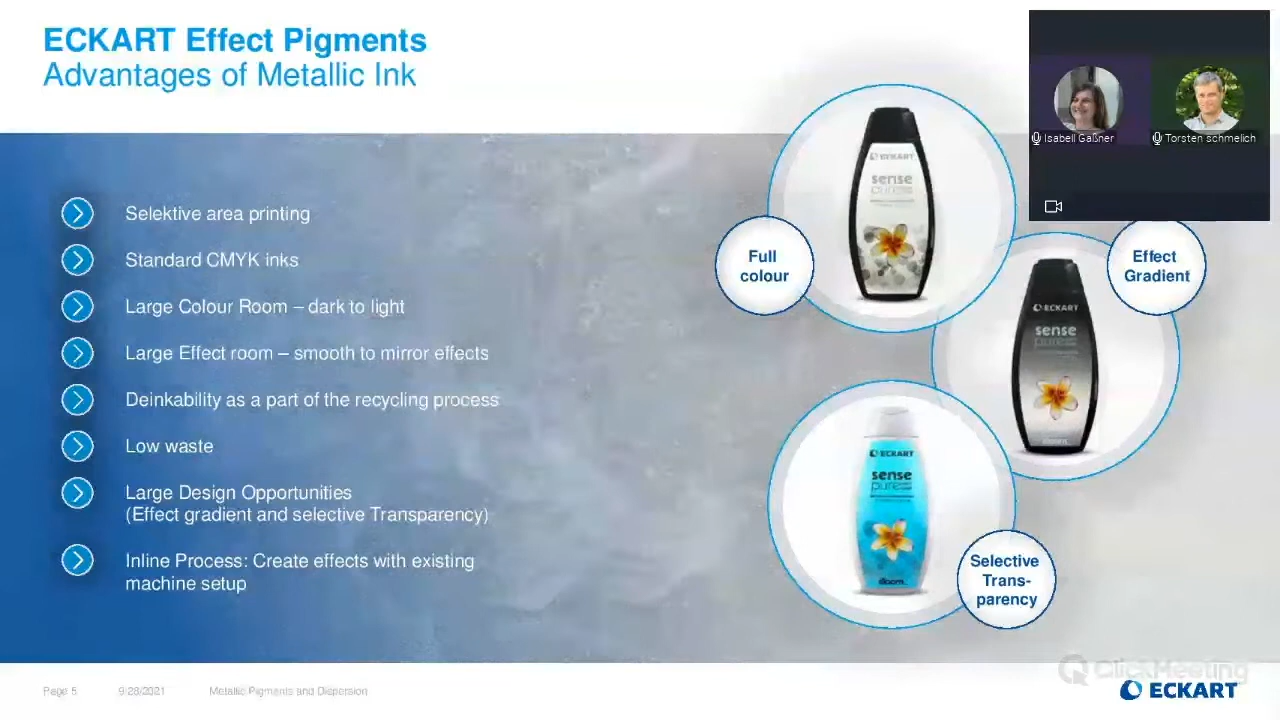 ECKART Effect Pigments
Advantages of Metallic Ink
Isabell Gaßner
Torsten schmelich
Selektive area printing
Standard CMYK inks
Large Colour Room – dark to light
Large Effect room – smooth to mirror effects
Deinkability as a part of the recycling process
Low waste
Large Design Opportunities
(Effect gradient and selective Transparency)
Inline Process: Create effects with existing
machine setup
ECKART
sense
pure
Full
colour
Effect
Gradient
ECKART
sense
pure
bloom
ECKART
sense
pure
bloom
Selective
Trans-
parency
Page 5
9/28/2021
Metallic Pigments and Dispersion
ClickMeeting
ECKART